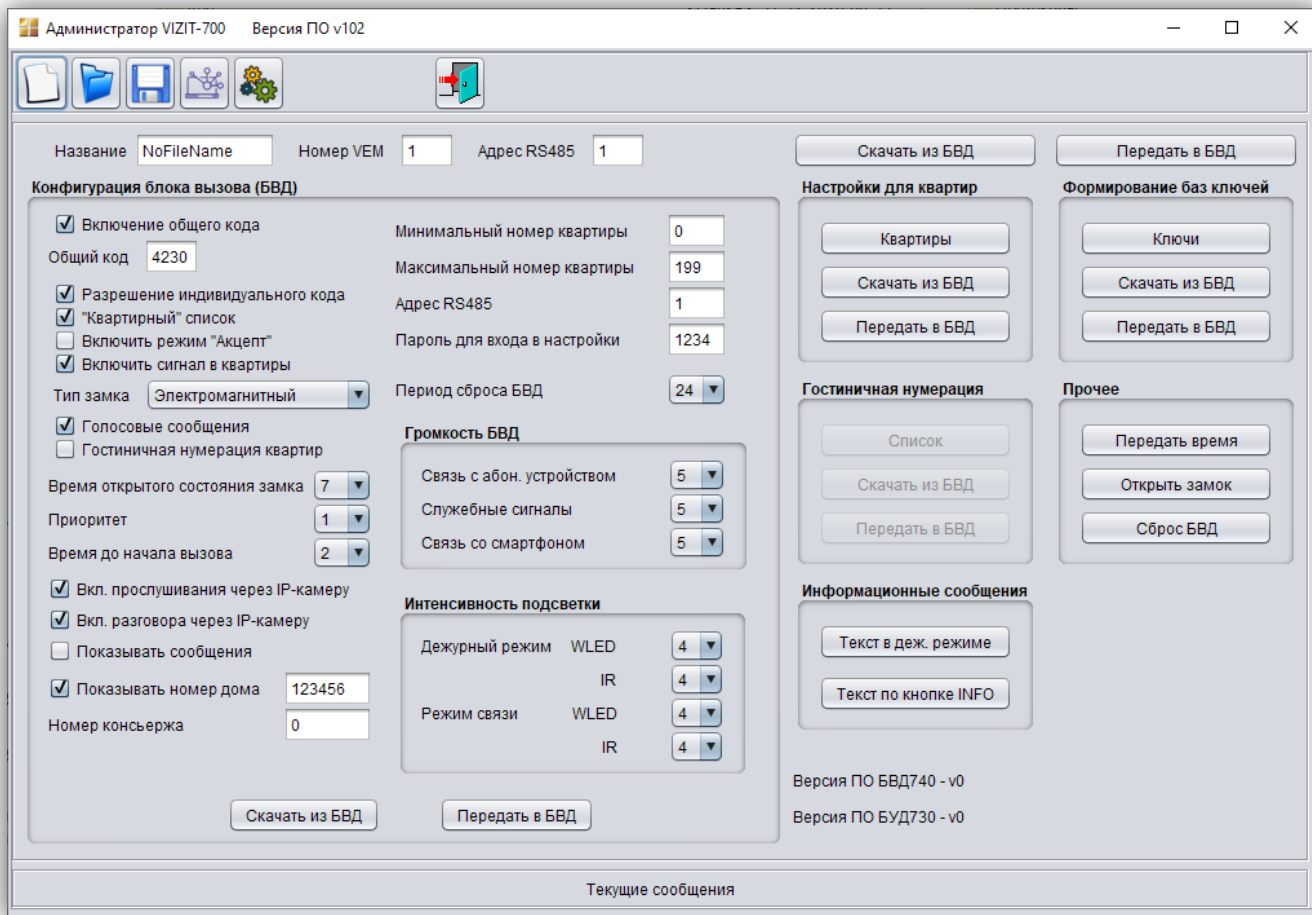 Администратор VIZIT-700 Версия ПО v102
Название NoFileName Номер VEM 1 Адрес RS485 1
Скачать из БВД Передать в БВД
Конфигурация блока вызова (БВД)
Включение общего кода
Общий код 4230
Разрешение индивидуального кода
"Квартирный" список
Включить режим "Акцепт"
Включить сигнал в квартиры
Тип замка Электромагнитный
Голосовые сообщения
Гостиничная нумерация квартир
Время открытого состояния замка 7
Приоритет 1
Время до начала вызова 2
Вкл. прослушивания через IP-камеру
Вкл. разговора через IP-камеру
Показывать сообщения
Показывать номер дома 123456
Номер консьержа 0
Минимальный номер квартиры 0
Максимальный номер квартиры 199
Адрес RS485 1
Пароль для входа в настройки 1234
Период сброса БВД 24
Громкость БВД
Связь с абон. устройством 5
Служебные сигналы 5
Связь со смартфоном 5
Интенсивность подсветки
Дежурный режим WLED 4
IR 4
Режим связи WLED 4
IR 4
Скачать из БВД Передать в БВД
Настройки для квартир
Квартиры
Скачать из БВД
Передать в БВД
Формирование баз ключей
Ключи
Скачать из БВД
Передать в БВД
Гостиничная нумерация
Список
Скачать из БВД
Передать в БВД
Прочее
Передать время
Открыть замок
Сброс БВД
Информационные сообщения
Текст в деж. режиме
Текст по кнопке INFO
Версия ПО БВД740 - v0
Версия ПО БУД730 - v0
Текущие сообщения